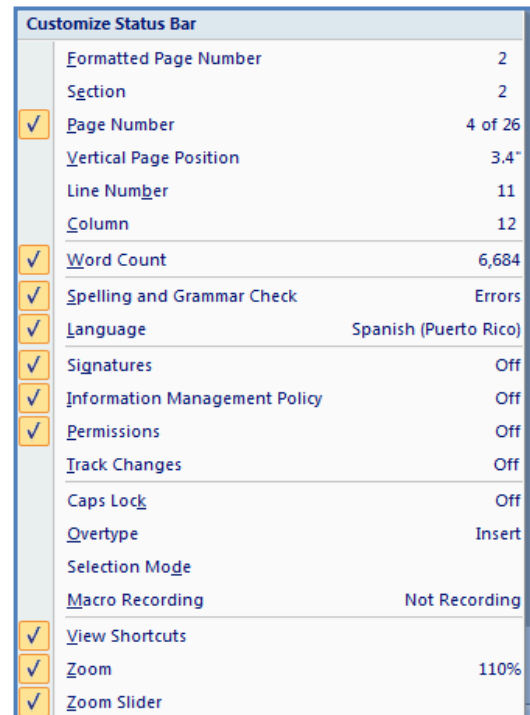 Customize Status Bar
Formatted Page Number 2
Section 2
Page Number 4 of 26
Vertical Page Position 3.4"
Line Number 11
Column 12
Word Count 6,684
Spelling and Grammar Check Errors
Language Spanish (Puerto Rico)
Signatures Off
Information Management Policy Off
Permissions Off
Track Changes Off
Caps Lock Off
Overtype Insert
Selection Mode
Macro Recording Not Recording
View Shortcuts
Zoom 110%
Zoom Slider